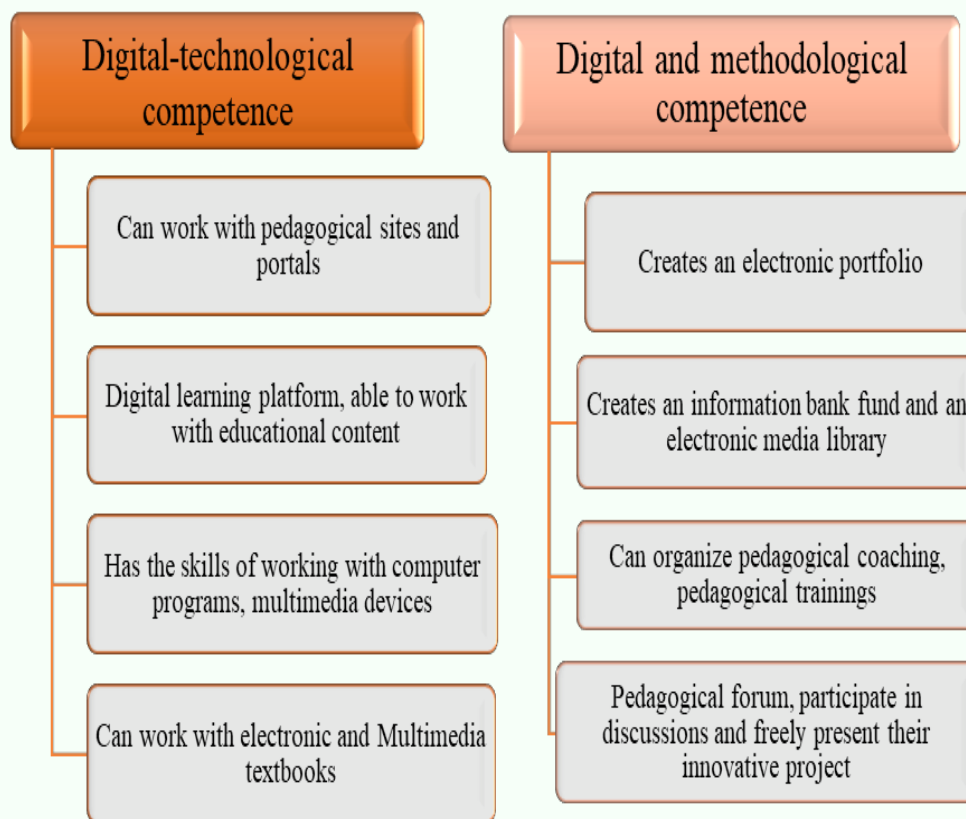 Digital-technological
competence
Can work with pedagogical sites and
portals
Digital learning platform, able to work
with educational content
Has the skills of working with computer
programs, multimedia devices
Can work with electronic and Multimedia
textbooks
Digital and methodological
competence
Creates an electronic portfolio
Creates an information bank fund and an
electronic media library
Can organize pedagogical coaching,
pedagogical trainings
Pedagogical forum, participate in
discussions and freely present their
innovative project